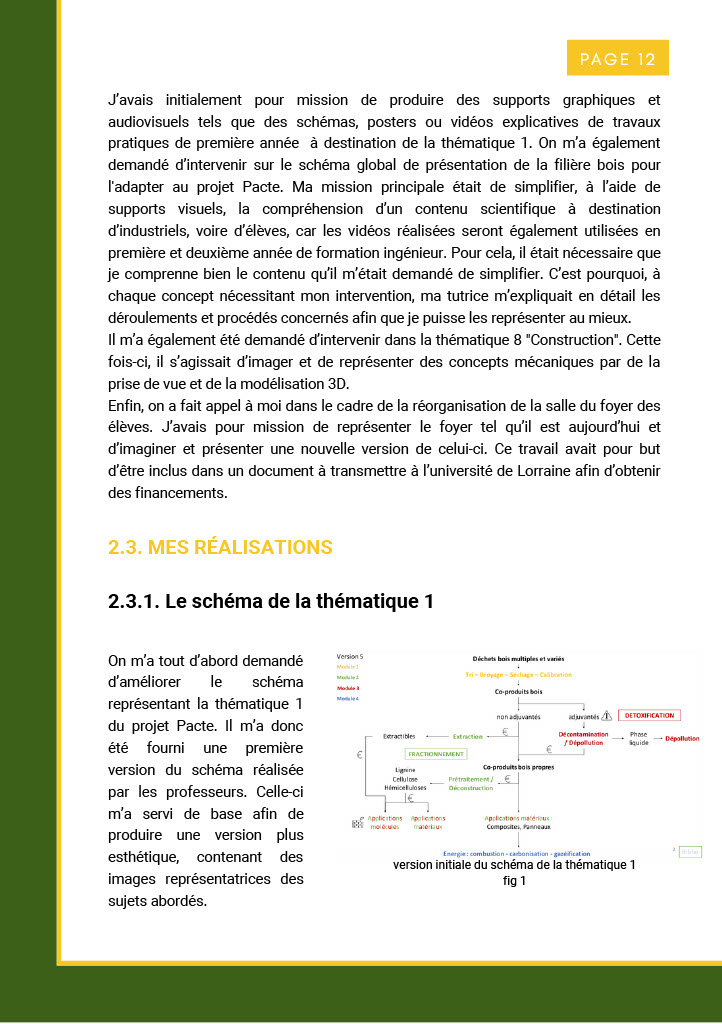 PAGE 12
J’avais initialement pour mission de produire des supports graphiques et
audiovisuels tels que des schémas, posters ou vidéos explicatives de travaux
pratiques de première année à destination de la thématique 1. On m’a également
demandé d’intervenir sur le schéma global de présentation de la filière bois pour
l'adapter au projet Pacte. Ma mission principale était de simplifier, à l’aide de
supports visuels, la compréhension d’un contenu scientifique à destination
d’industriels, voire d’élèves, car les vidéos réalisées seront également utilisées en
première et deuxième année de formation ingénieur. Pour cela, il était nécessaire que
je comprenne bien le contenu qu’il m’était demandé de simplifier. C’est pourquoi, à
chaque concept nécessitant mon intervention, ma tutrice m’expliquait en détail les
déroulements et procédés concernés afin que je puisse les représenter au mieux.
Il m’a également été demandé d’intervenir dans la thématique 8 "Construction". Cette
fois-ci, il s’agissait d’imager et de représenter des concepts mécaniques par de la
prise de vue et de la modélisation 3D.
Enfin, on a fait appel à moi dans le cadre de la réorganisation de la salle du foyer des
élèves. J’avais pour mission de représenter le foyer tel qu’il est aujourd’hui et
d’imaginer et présenter une nouvelle version de celui-ci. Ce travail avait pour but
d’être inclus dans un document à transmettre à l’université de Lorraine afin d’obtenir
des financements.
2.3. MES RÉALISATIONS
2.3.1. Le schéma de la thématique 1
On m’a tout d’abord demandé
d’améliorer le schéma
représentant la thématique 1
du projet Pacte. Il m’a donc
été fourni une première
version du schéma réalisée
par les professeurs. Celle-ci
m’a servi de base afin de
produire une version plus
esthétique, contenant des
images représentatrices des
sujets abordés.
Version 5
Module 1
Module 2
Module 3
Module 4
Déchets bois multiples et variés
Tri – Broyage – Séchage – Calibration
Co-produits bois
non adjuvantés
adjuvantés
DETOXIFICATION
Extractibles
Extraction
€
Décontamination
/ Dépollution
Phase
liquide
Dépollution
€
FRACTIONNEMENT
€
Co-produits bois propres
Lignine
Cellulose
Hémicelluloses
Prétraitement /
Déconstruction
€
€
Applications
molécules
Applications
matériaux
Applications matériaux :
Composites, Panneaux
Energie : combustion - carbonisation - gazéification
version initiale du schéma de la thématique 1
fig 1